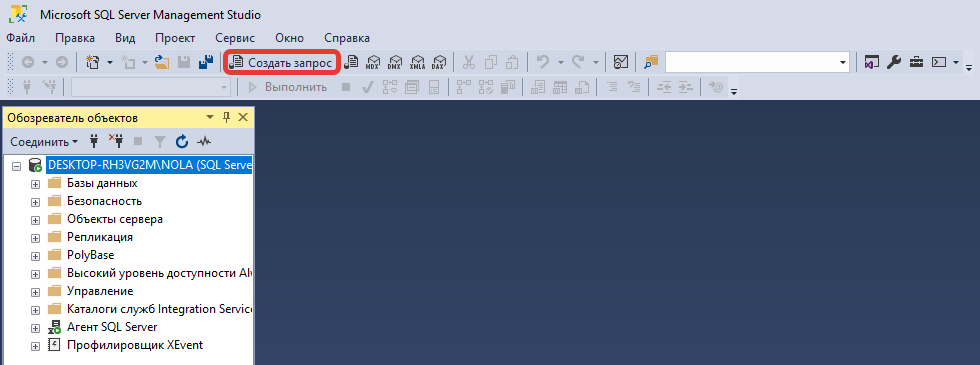 Microsoft SQL Server Management Studio
Файл Правка Вид Проект Сервис Окно Справка
Создать запрос MDX DMX XMLA DAX
Выполнить
Обозреватель объектов
Соединить
DESKTOP-RH3VG2M\NOLA (SQL Serve
Базы данных
Безопасность
Объекты сервера
Репликация
PolyBase
Высокий уровень доступности Alw
Управление
Каталоги служб Integration Service
Агент SQL Server
Профилировщик XEvent